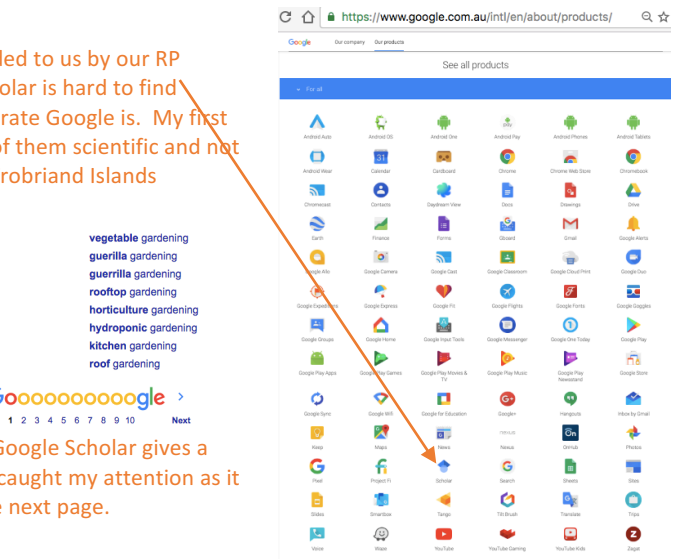 https://www.google.com.au/intl/en/about/products/
Google Our company Our products
See all products
For all
Android Auto Android OS Android One Android Pay Android Phones Android Tablets
Android Wear Calendar Cardboard Chrome Chrome Web Store Chromebook
Chromecast Contacts Daydream View Docs Drawings Drive
Earth Finance Forms Gboard Gmail Google Alerts
Google Allo Google Camera Google Cast Google Classroom Google Cloud Print Google Duo
Google Expeditions Google Express Google Fit Google Flights Google Fonts Google Goggles
Google Groups Google Home Google Input Tools Google Messenger Google One Today Google Play
Google Play Apps Google Play Games Google Play Movies & TV Google Play Music Google Play Newsstand Google Store
Google Sync Google Wifi Google for Education Google+ Hangouts Inbox by Gmail
Keep Maps News Nexus OnHub Photos
Pixel Project Fi Scholar Search Sheets Sites
Slides Smartbox Tango Tilt Brush Translate Trips
Voice Waze YouTube YouTube Gaming YouTube Kids Zagat
led to us by our RP
olar is hard to find
rate Google is. My first
of them scientific and not
robriand Islands
vegetable gardening
guerilla gardening
guerrilla gardening
rooftop gardening
horticulture gardening
hydroponic gardening
kitchen gardening
roof gardening
Goooooooooogle >
1 2 3 4 5 6 7 8 9 10 Next
Google Scholar gives a
caught my attention as it
e next page.